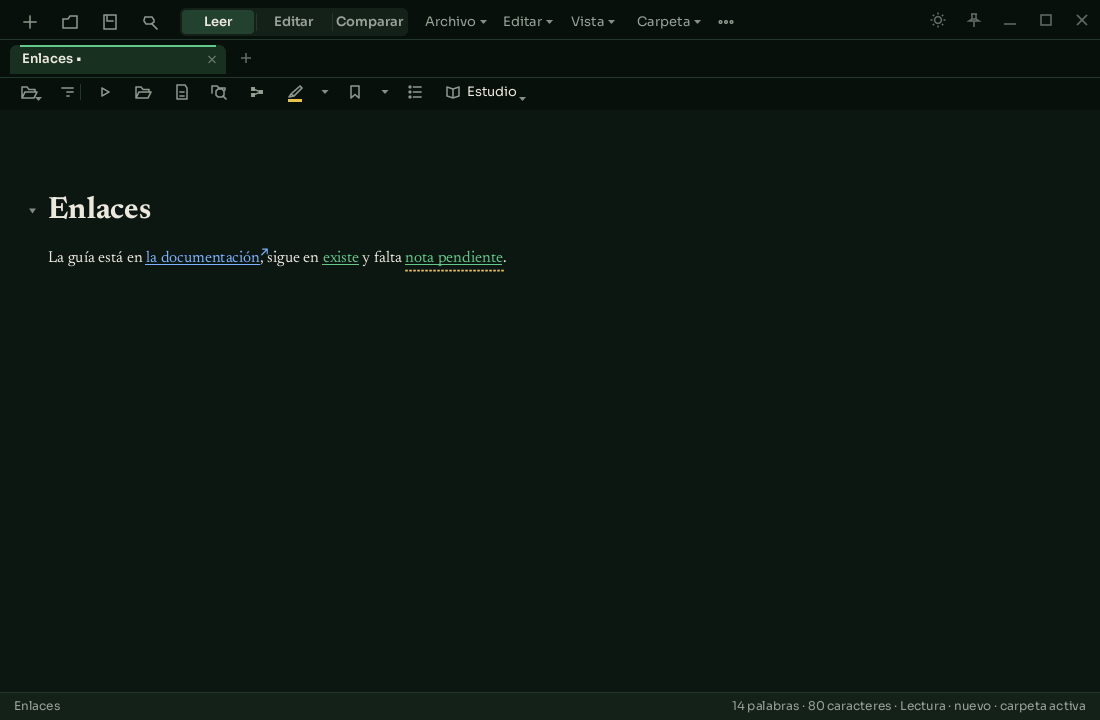 Leer Editar Comparar Archivo Editar Vista Carpeta
Enlaces •
Estudio
Enlaces
La guía está en la documentación, sigue en existe y falta nota pendiente.
Enlaces 14 palabras · 80 caracteres · Lectura · nuevo · carpeta activa